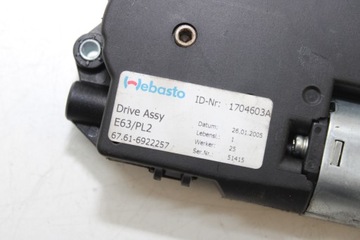 Webasto
ID-Nr: 1704603A
Drive Assy
E63/PL2
67.61-6922257
Datum: 28.01.2005
Lebensl.: 1
Werker: 25
Ser.Nr.: 51415